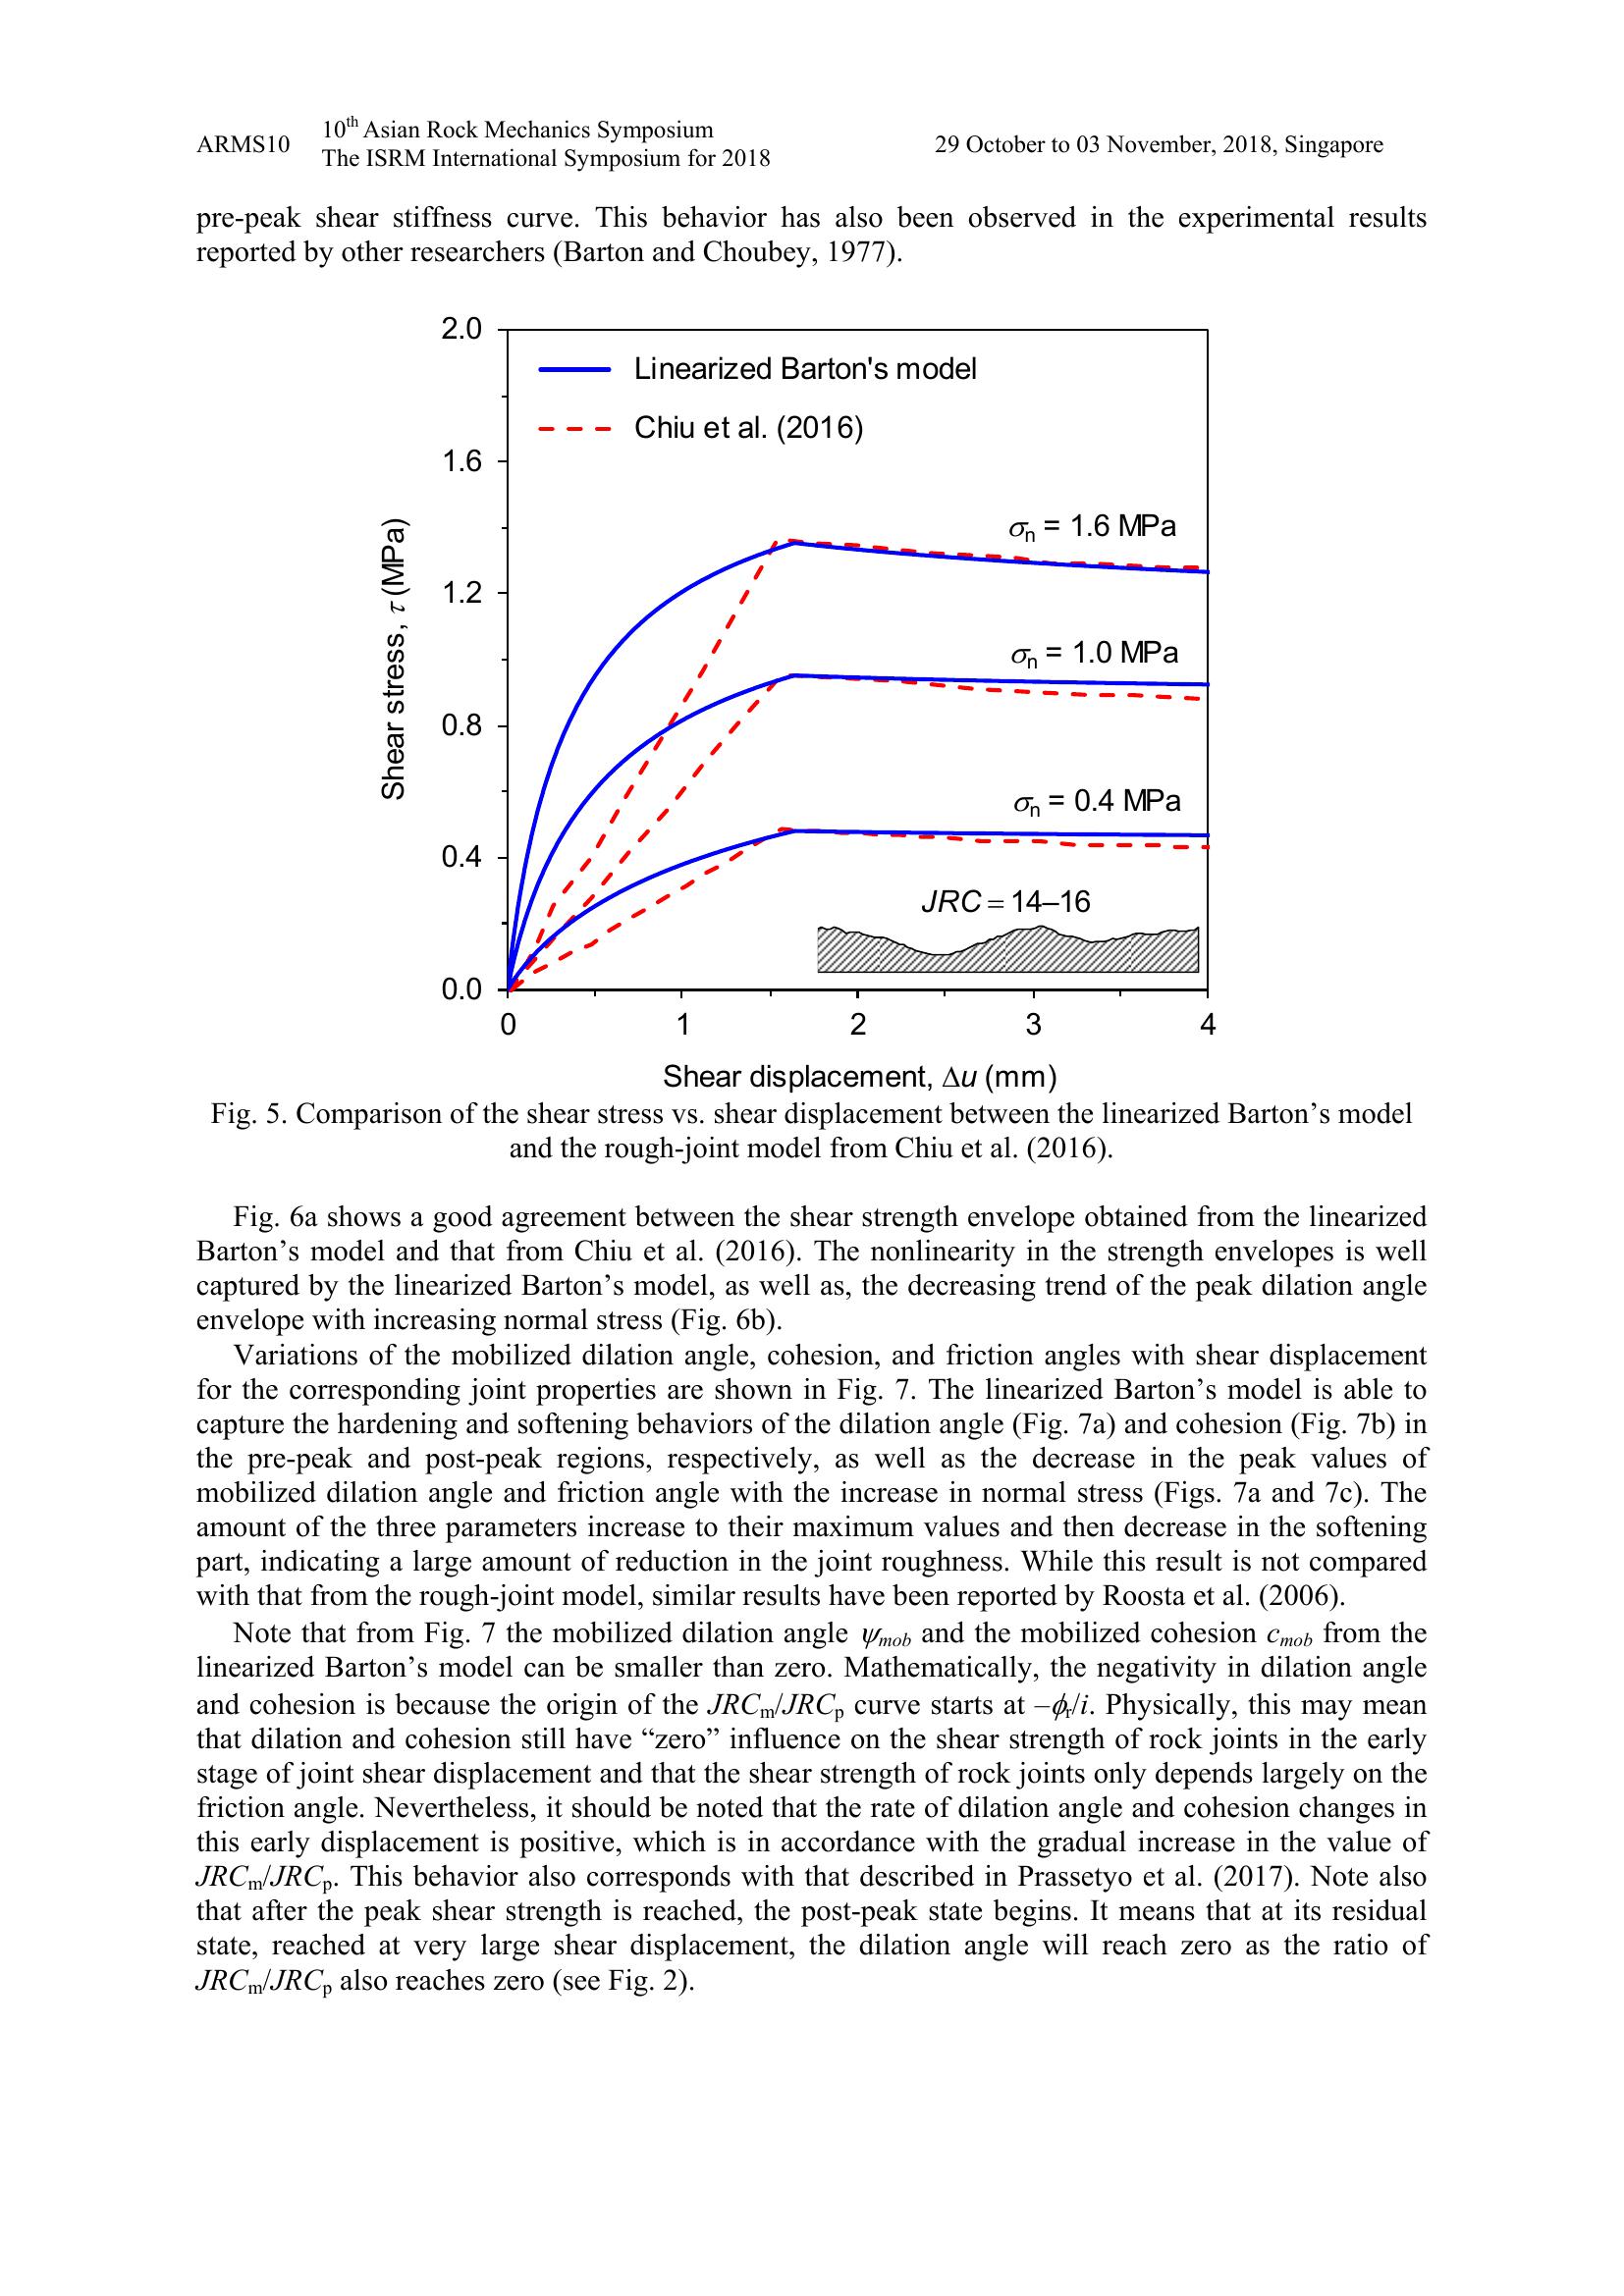 ARMS10
10th Asian Rock Mechanics Symposium
The ISRM International Symposium for 2018
29 October to 03 November, 2018, Singapore
pre-peak shear stiffness curve. This behavior has also been observed in the experimental results
reported by other researchers (Barton and Choubey, 1977).
2.0
Linearized Barton's model
Chiu et al. (2016)
1.6
σn = 1.6 MPa
1.2
σn = 1.0 MPa
0.8
σn = 0.4 MPa
0.4
JRC = 14–16
0.0
Shear stress, τ (MPa)
0 1 2 3 4
Shear displacement, Δu (mm)
Fig. 5. Comparison of the shear stress vs. shear displacement between the linearized Barton’s model
and the rough-joint model from Chiu et al. (2016).
Fig. 6a shows a good agreement between the shear strength envelope obtained from the linearized
Barton’s model and that from Chiu et al. (2016). The nonlinearity in the strength envelopes is well
captured by the linearized Barton’s model, as well as, the decreasing trend of the peak dilation angle
envelope with increasing normal stress (Fig. 6b).
Variations of the mobilized dilation angle, cohesion, and friction angles with shear displacement
for the corresponding joint properties are shown in Fig. 7. The linearized Barton’s model is able to
capture the hardening and softening behaviors of the dilation angle (Fig. 7a) and cohesion (Fig. 7b) in
the pre-peak and post-peak regions, respectively, as well as the decrease in the peak values of
mobilized dilation angle and friction angle with the increase in normal stress (Figs. 7a and 7c). The
amount of the three parameters increase to their maximum values and then decrease in the softening
part, indicating a large amount of reduction in the joint roughness. While this result is not compared
with that from the rough-joint model, similar results have been reported by Roosta et al. (2006).
Note that from Fig. 7 the mobilized dilation angle ψmob and the mobilized cohesion cmob from the
linearized Barton’s model can be smaller than zero. Mathematically, the negativity in dilation angle
and cohesion is because the origin of the JRCm/JRCp curve starts at –ϕr/i. Physically, this may mean
that dilation and cohesion still have “zero” influence on the shear strength of rock joints in the early
stage of joint shear displacement and that the shear strength of rock joints only depends largely on the
friction angle. Nevertheless, it should be noted that the rate of dilation angle and cohesion changes in
this early displacement is positive, which is in accordance with the gradual increase in the value of
JRCm/JRCp. This behavior also corresponds with that described in Prassetyo et al. (2017). Note also
that after the peak shear strength is reached, the post-peak state begins. It means that at its residual
state, reached at very large shear displacement, the dilation angle will reach zero as the ratio of
JRCm/JRCp also reaches zero (see Fig. 2).